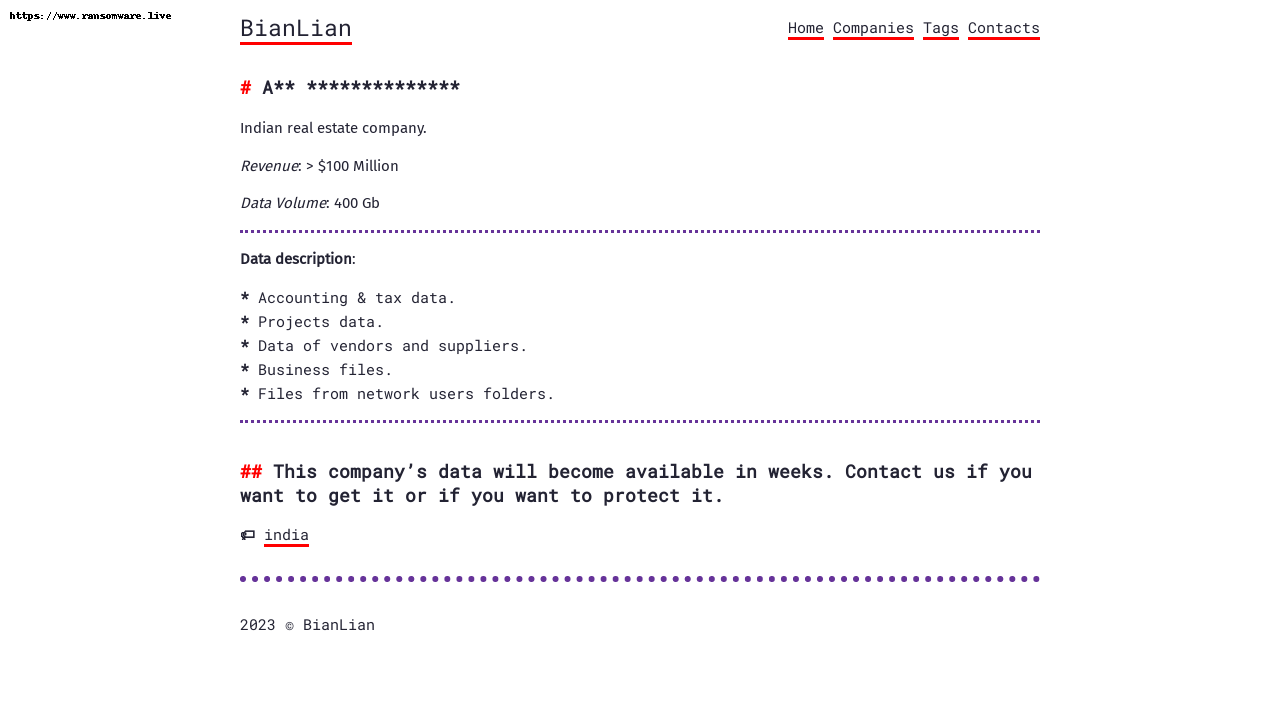 https://www.ransomware.live
BianLian
Home Companies Tags Contacts
# A** **************
Indian real estate company.
Revenue: > $100 Million
Data Volume: 400 Gb
Data description:
* Accounting & tax data.
* Projects data.
* Data of vendors and suppliers.
* Business files.
* Files from network users folders.
## This company’s data will become available in weeks. Contact us if you
want to get it or if you want to protect it.
india
2023 © BianLian